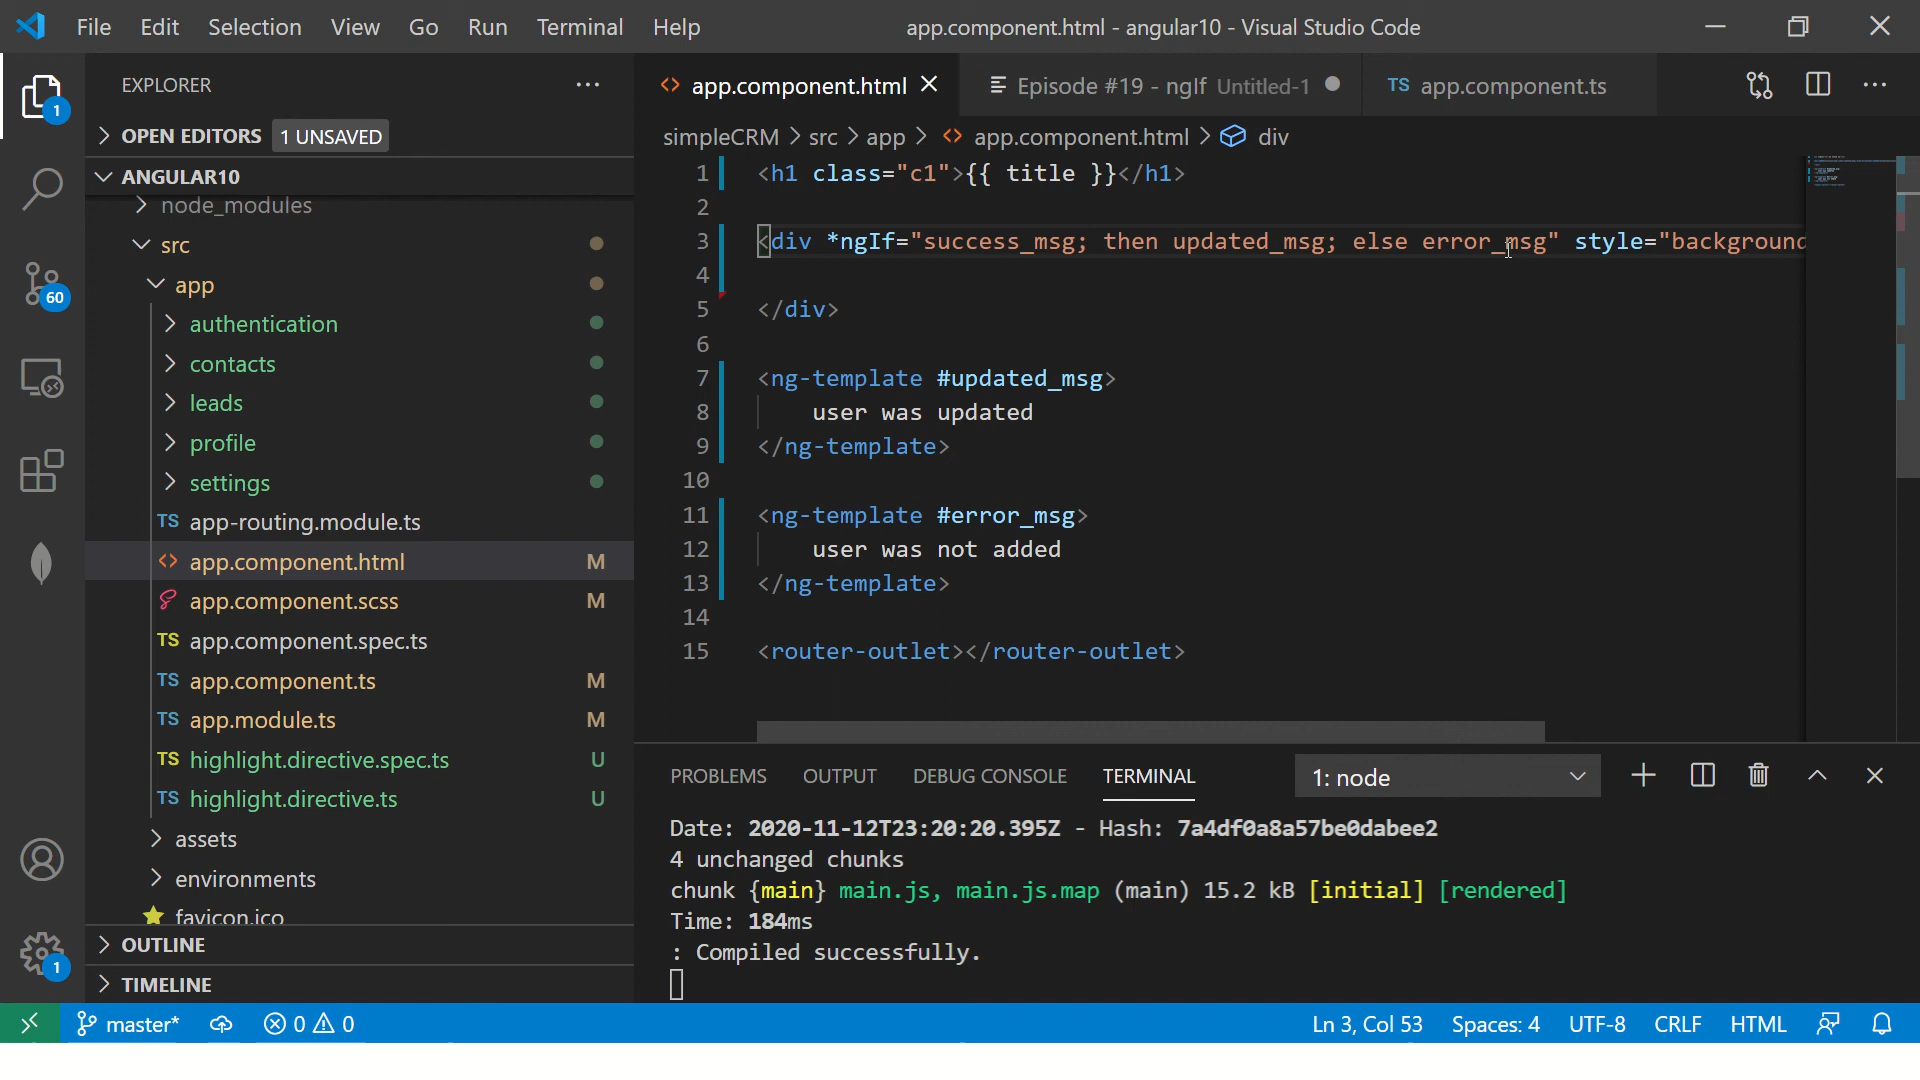 File Edit Selection View Go Run Terminal Help app.component.html - angular10 - Visual Studio Code
EXPLORER
OPEN EDITORS 1 UNSAVED
ANGULAR10
node_modules
src
app
authentication
contacts
leads
profile
settings
TS app-routing.module.ts
<> app.component.html M
app.component.scss M
TS app.component.spec.ts
TS app.component.ts M
TS app.module.ts M
TS highlight.directive.spec.ts U
TS highlight.directive.ts U
assets
environments
favicon.ico
OUTLINE
TIMELINE
1
60
1
<> app.component.html Episode #19 - ngIf Untitled-1 TS app.component.ts
simpleCRM > src > app > <> app.component.html > div
1 <h1 class="c1">{{ title }}</h1>
2
3 <div *ngIf="success_msg; then updated_msg; else error_msg" style="background
4
5 </div>
6
7 <ng-template #updated_msg>
8 user was updated
9 </ng-template>
10
11 <ng-template #error_msg>
12 user was not added
13 </ng-template>
14
15 <router-outlet></router-outlet>
PROBLEMS OUTPUT DEBUG CONSOLE TERMINAL 1: node
Date: 2020-11-12T23:20:20.395Z - Hash: 7a4df0a8a57be0dabee2
4 unchanged chunks
chunk {main} main.js, main.js.map (main) 15.2 kB [initial] [rendered]
Time: 184ms
: Compiled successfully.
master* 0 0 Ln 3, Col 53 Spaces: 4 UTF-8 CRLF HTML